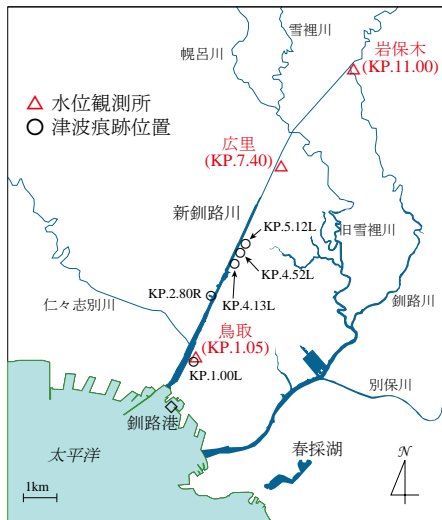 雪裡川
幌呂川
岩保木
(KP.11.00)
水位観測所
津波痕跡位置
広里
(KP.7.40)
新釧路川
KP.5.12L
旧雪裡川
KP.4.52L
KP.2.80R
KP.4.13L
仁々志別川
釧路川
鳥取
(KP.1.05)
KP.1.00L
別保川
釧路港
太平洋
春採湖
N
1km